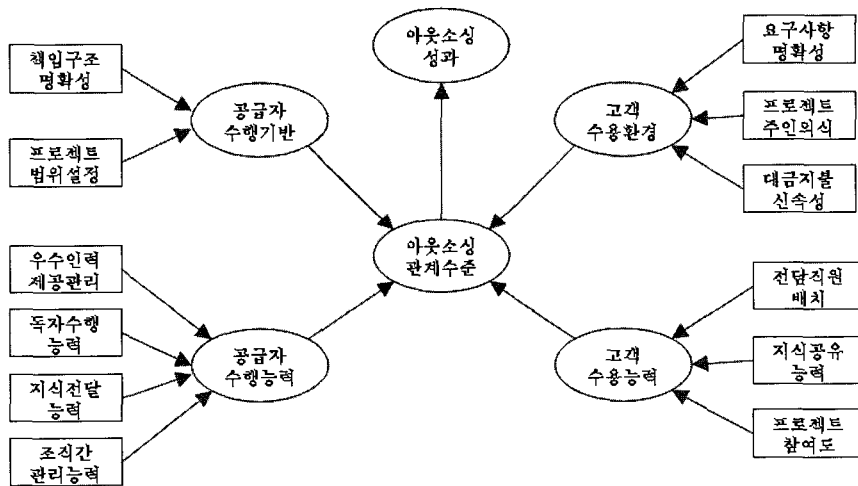 책임구조
명확성
프로젝트
범위설정
공급자
수행기반
아웃소싱
성과
고객
수용환경
요구사항
명확성
프로젝트
주인의식
대금지불
신속성
아웃소싱
관계수준
우수인력
제공관리
독자수행
능력
지식전달
능력
조직간
관리능력
공급자
수행능력
고객
수용능력
전담직원
배치
지식공유
능력
프로젝트
참여도